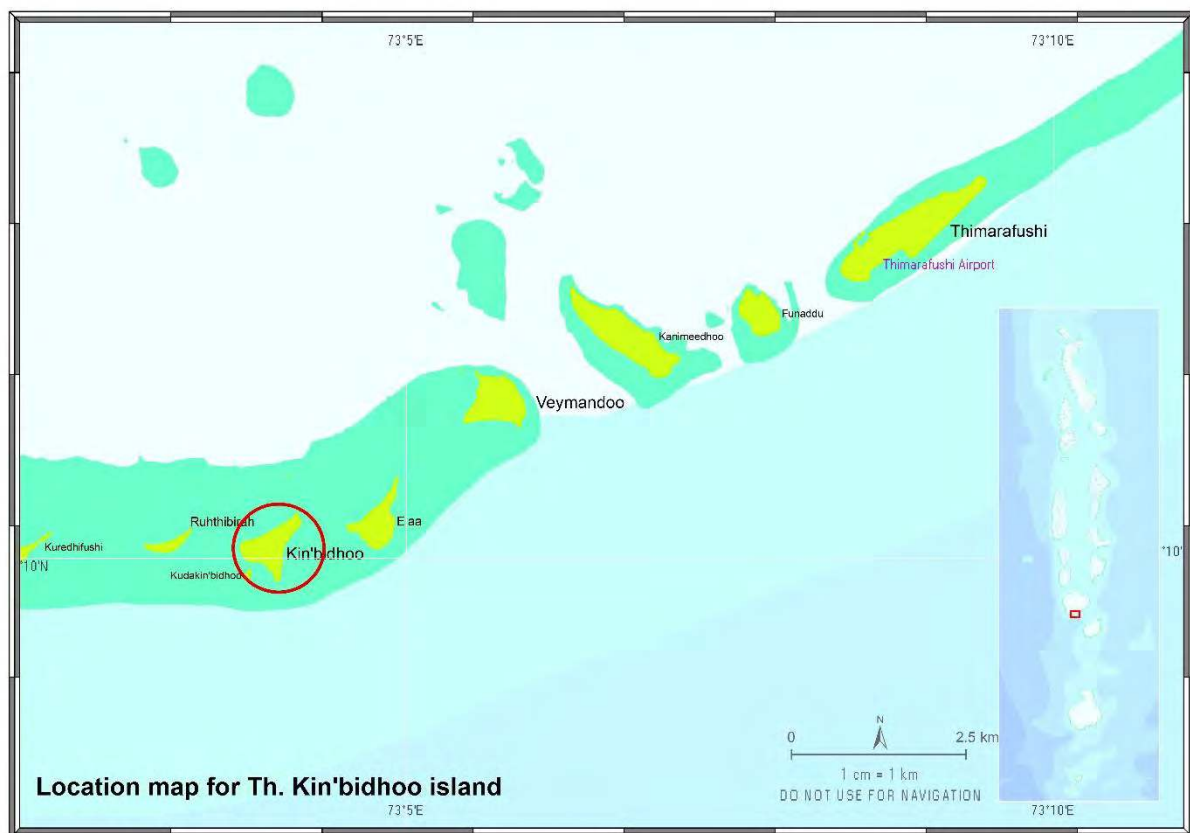 73°5'E
73°10'E
Thimarafushi
Thimarafushi Airport
Funaddu
Kanimeedhoo
Veymandoo
Elaa
Ruhthibirah
Kin'bidhoo
Kuredhifushi
°10'N
°10'
Kudakin'bidhoo
N
0
2.5 km
1 cm = 1 km
DO NOT USE FOR NAVIGATION
Location map for Th. Kin'bidhoo island
73°5'E
73°10'E